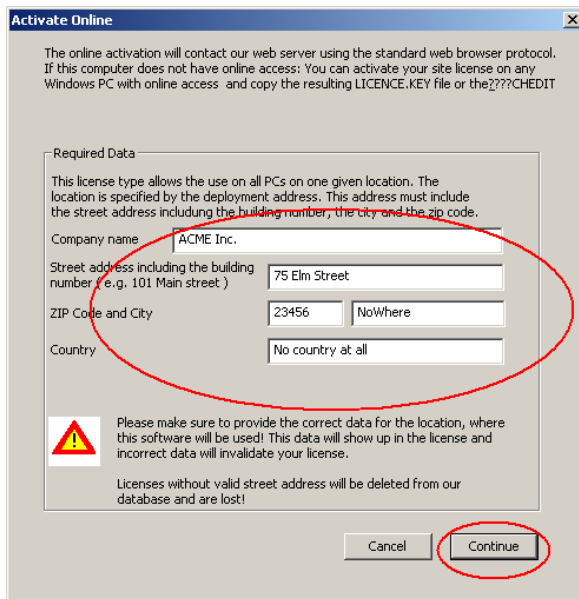 Activate Online
The online activation will contact our web server using the standard web browser protocol.
If this computer does not have online access: You can activate your site license on any
Windows PC with online access and copy the resulting LICENCE.KEY file or the????CHEDIT
Required Data
This license type allows the use on all PCs on one given location. The
location is specified by the deployment address. This address must include
the street address includung the building number, the city and the zip code.
Company name ACME Inc.
Street address including the building
number ( e.g. 101 Main street ) 75 Elm Street
ZIP Code and City 23456 NoWhere
Country No country at all
Please make sure to provide the correct data for the location, where
this software will be used! This data will show up in the license and
incorrect data will invalidate your license.
Licenses without valid street address will be deleted from our
database and are lost!
Cancel Continue